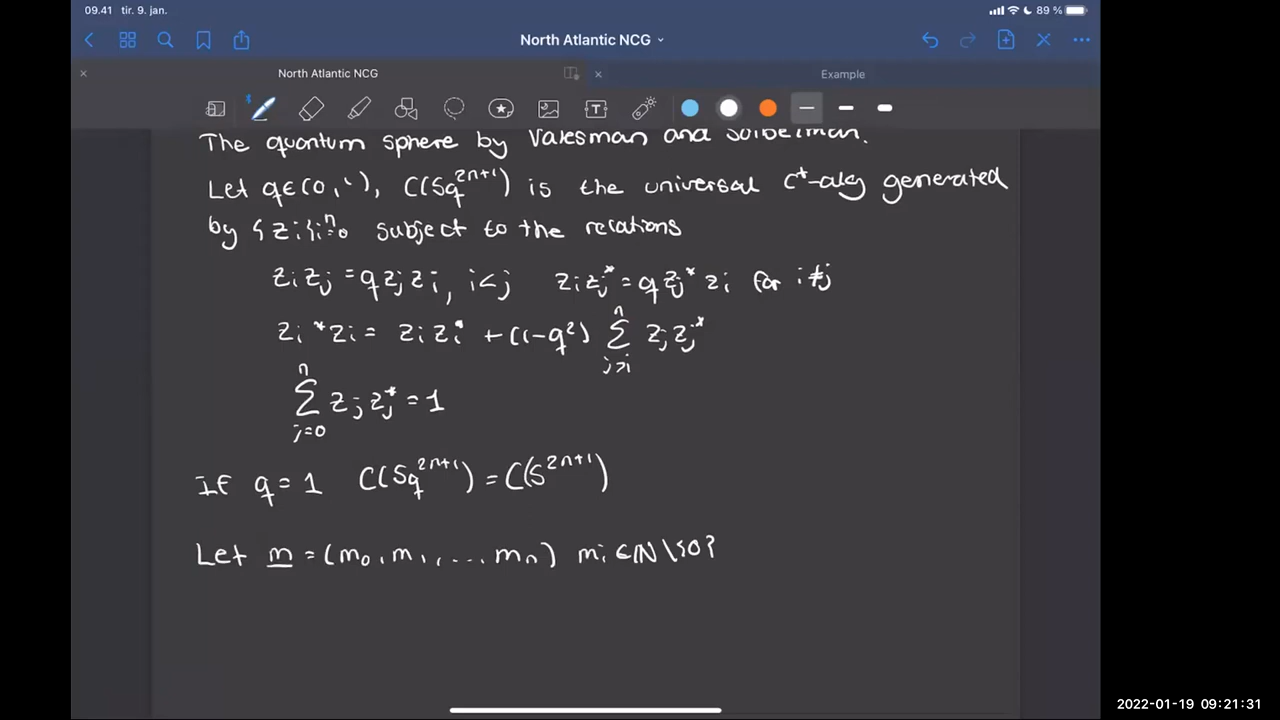 09.41 tir. 9. jan.
89 %
North Atlantic NCG
North Atlantic NCG
Example
The quantum sphere by Vaksman and Soibelman.
Let q∈(0,1), C(Sq^{2n+1}) is the universal C*-alg generated
by {zi}_{i=0}^n subject to the relations
zizj = qzjzi, i<j zizj* = qzj*zi for i≠j
zi*zi = zizi* + (1-q²) ∑_{j>i}^n zjzj*
∑_{j=0}^n zjzj* = 1
If q=1 C(Sq^{2n+1}) = C(S^{2n+1})
Let m = (m0, m1, ..., mn) mi ∈ ℕ\{0}
2022-01-19 09:21:31